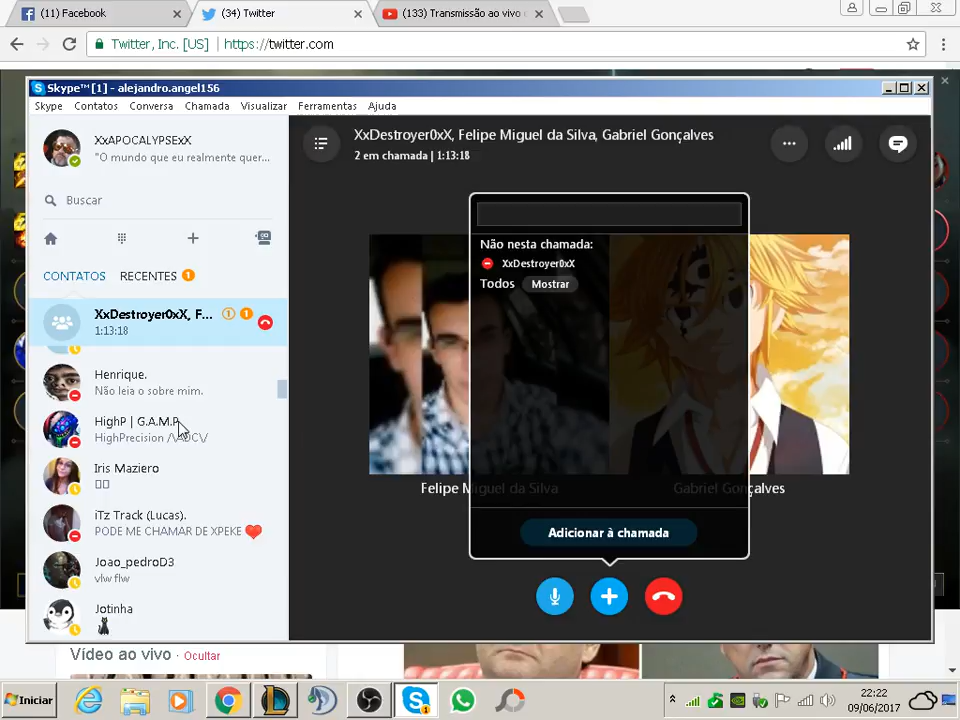 (11) Facebook
(34) Twitter
(133) Transmissão ao vivo
Twitter, Inc. [US]
https://twitter.com
Skype™ [1] - alejandro.angel156
Skype Contatos Conversa Chamada Visualizar Ferramentas Ajuda
XxAPOCALYPSExX
"O mundo que eu realmente quer...
Buscar
CONTATOS
RECENTES 1
XxDestroyer0xX, F... 1 1
1:13:18
Henrique.
Não leia o sobre mim.
HighP | G.A.M.P
HighPrecision
Iris Maziero
iTz Track (Lucas).
PODE ME CHAMAR DE XPEKE
Joao_pedroD3
vlw flw
Jotinha
XxDestroyer0xX, Felipe Miguel da Silva, Gabriel Gonçalves
2 em chamada | 1:13:18
Não nesta chamada:
XxDestroyer0xX
Todos Mostrar
Felipe Miguel da Silva
Gabriel Gonçalves
Adicionar à chamada
Vídeo ao vivo · Ocultar
Iniciar
22:22
09/06/2017